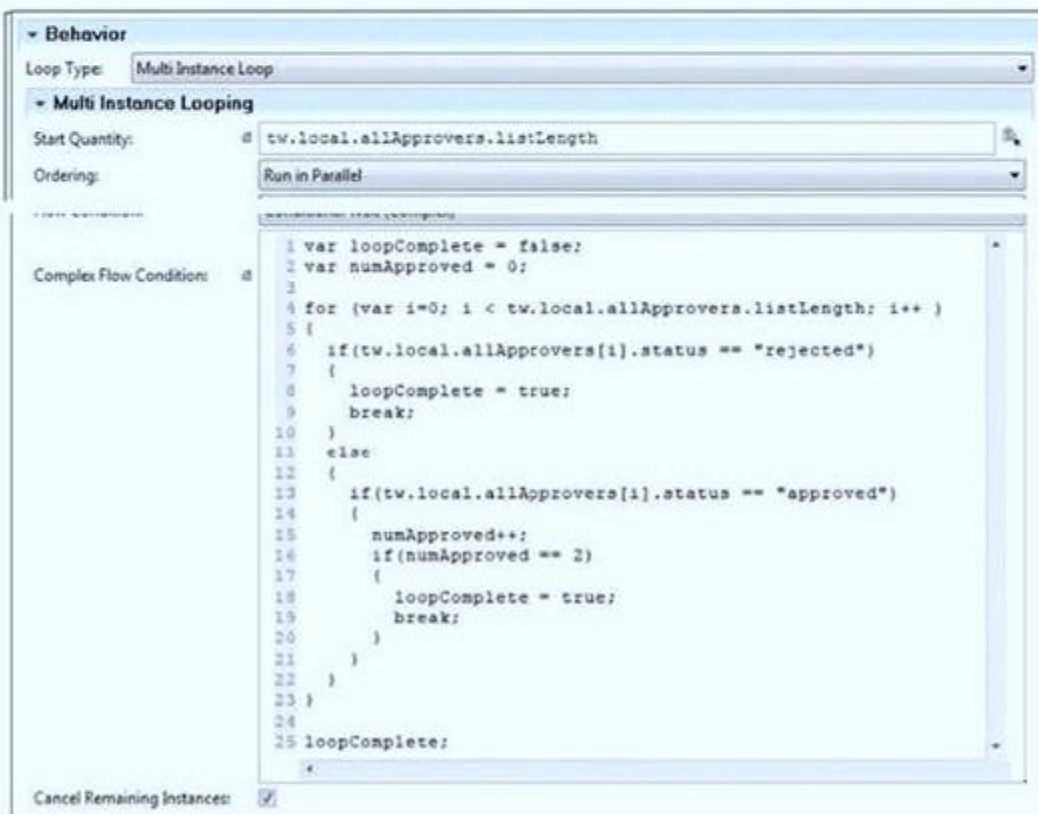 Behavior
Loop Type: Multi Instance Loop
Multi Instance Looping
Start Quantity: tw.local.allApprovers.listLength
Ordering: Run in Parallel
Complex Flow Condition:
1 var loopComplete = false;
2 var numApproved = 0;
3
4 for (var i=0; i < tw.local.allApprovers.listLength; i++ )
5 {
6 if(tw.local.allApprovers[i].status == "rejected")
7 {
8 loopComplete = true;
9 break;
10 }
11 else
12 {
13 if(tw.local.allApprovers[i].status == "approved")
14 {
15 numApproved++;
16 if(numApproved == 2)
17 {
18 loopComplete = true;
19 break;
20 }
21 }
22 }
23 }
24
25 loopComplete;
Cancel Remaining Instances: